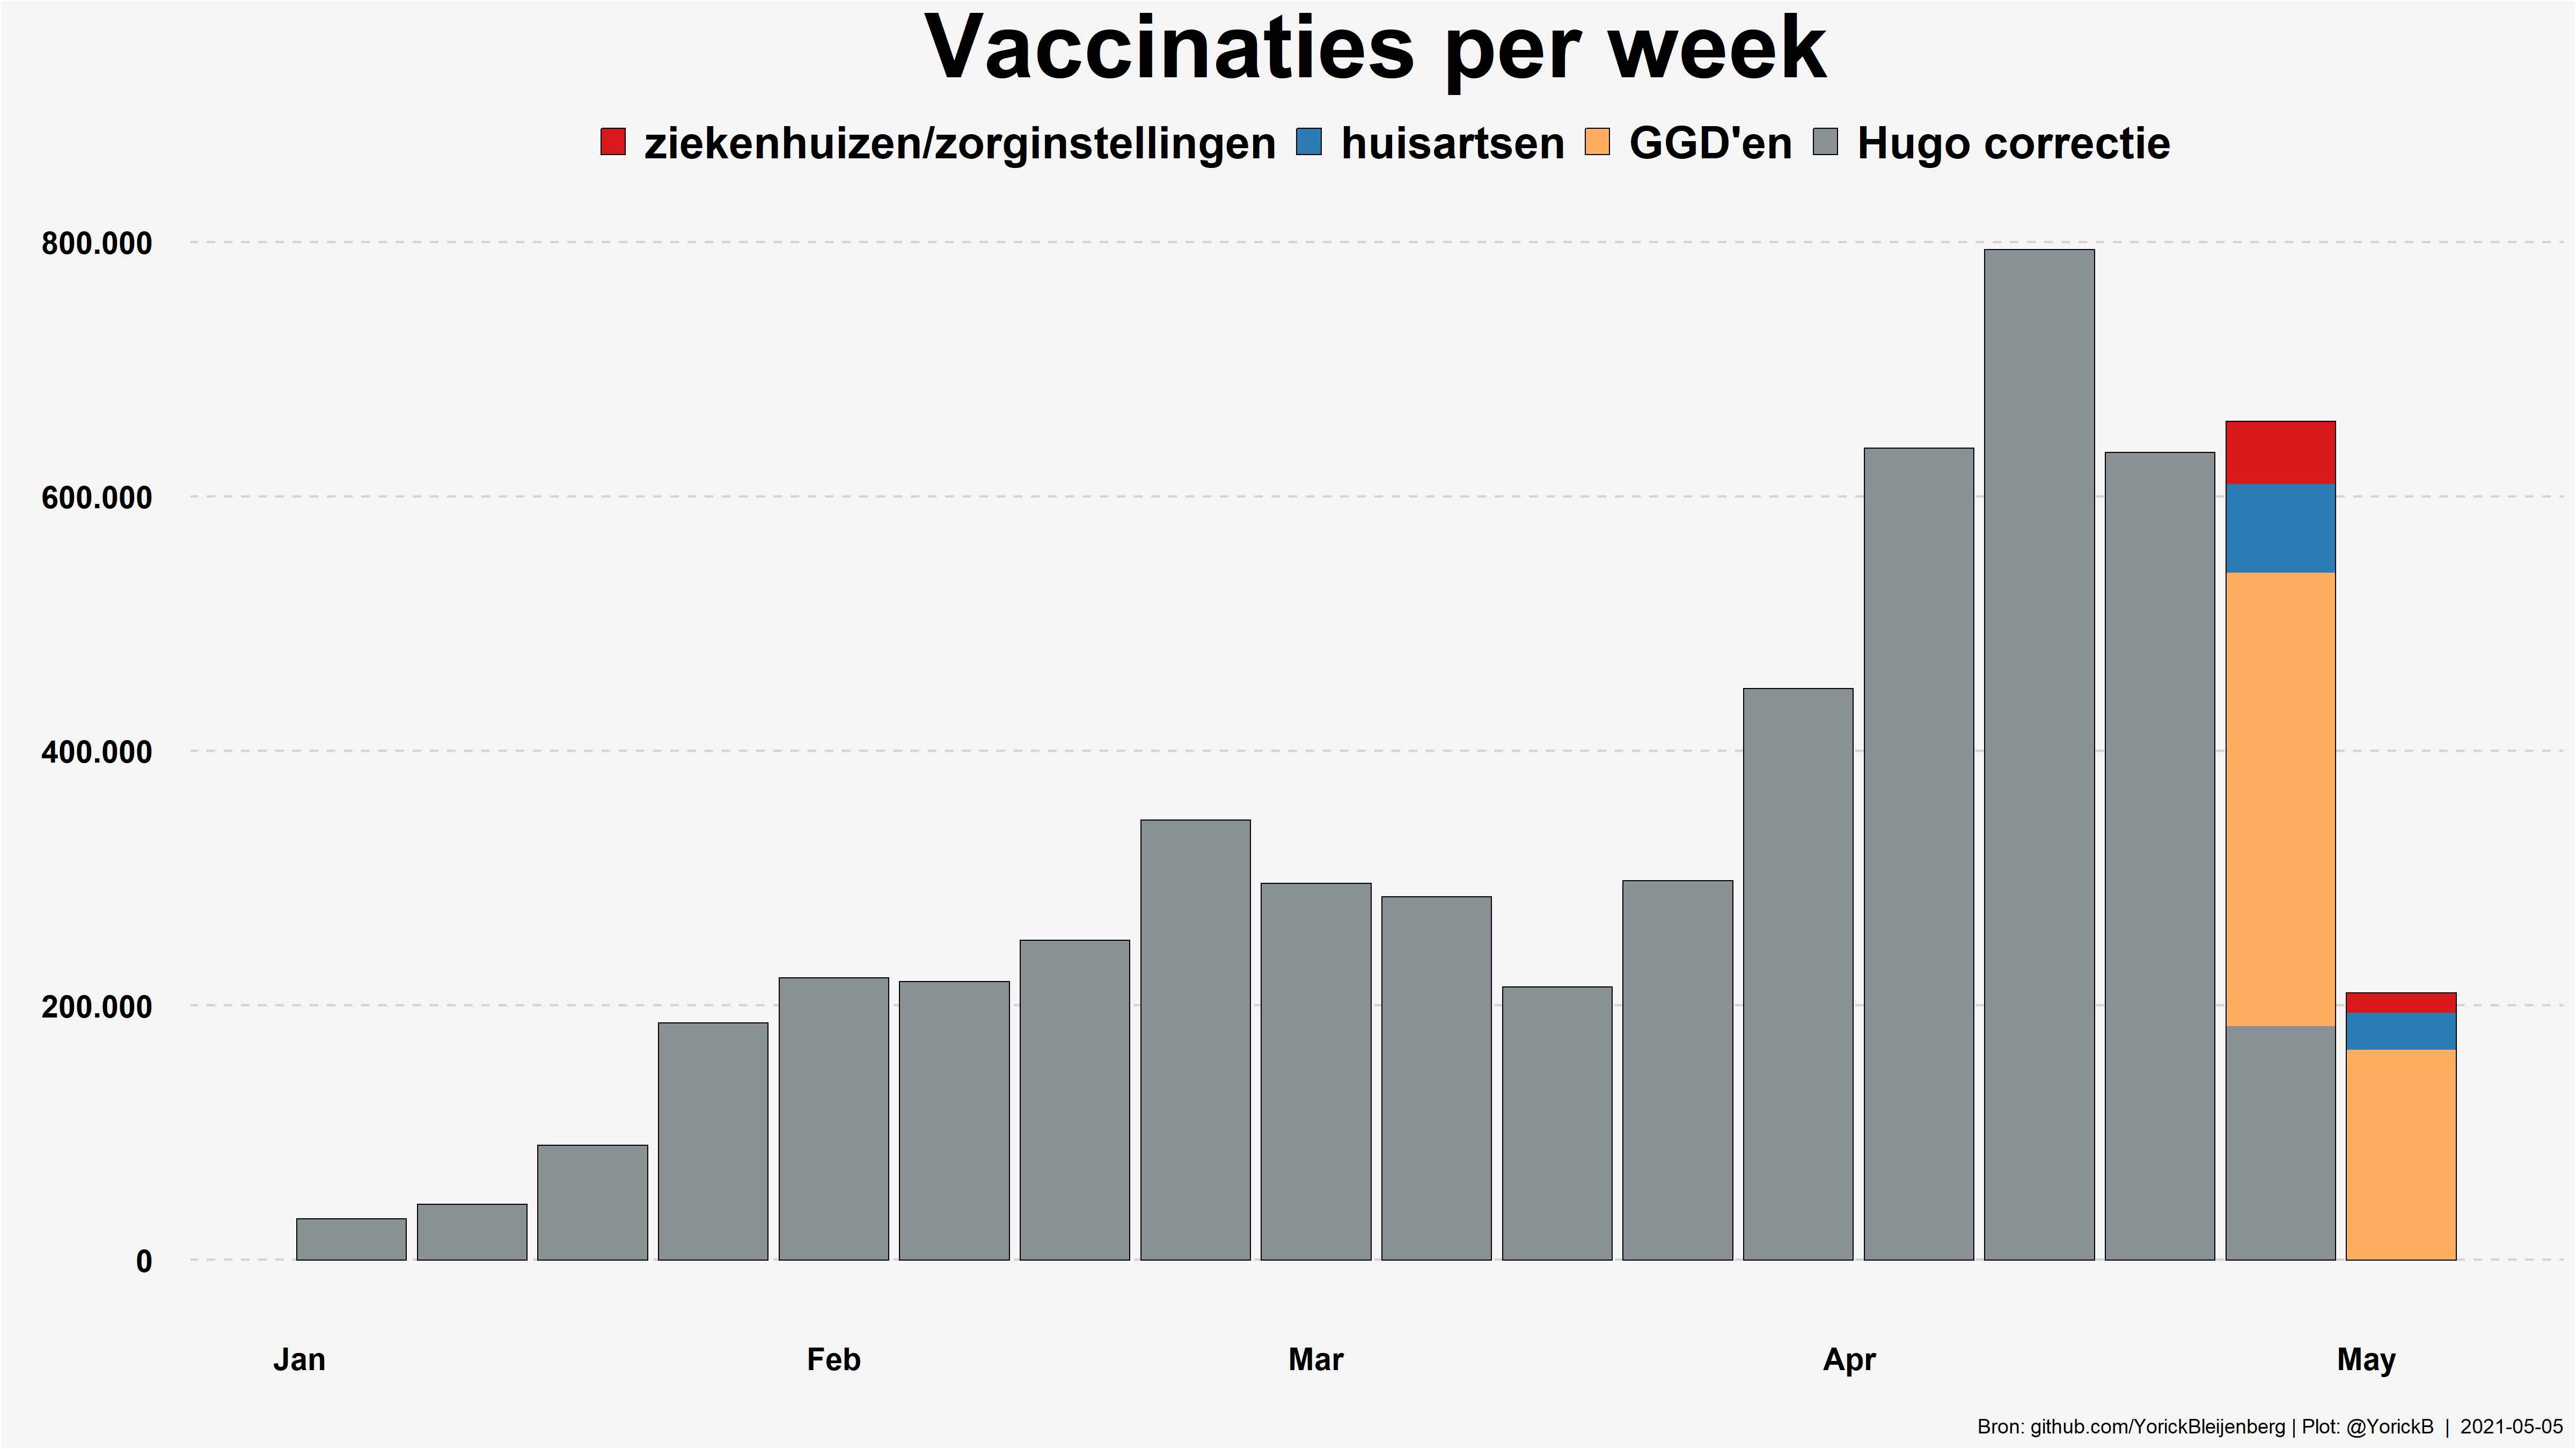 Vaccinaties per week
ziekenhuizen/zorginstellingen huisartsen GGD'en Hugo correctie
800.000
600.000
400.000
200.000
0
Jan Feb Mar Apr May
Bron: github.com/YorickBleijenberg | Plot: @YorickB | 2021-05-05